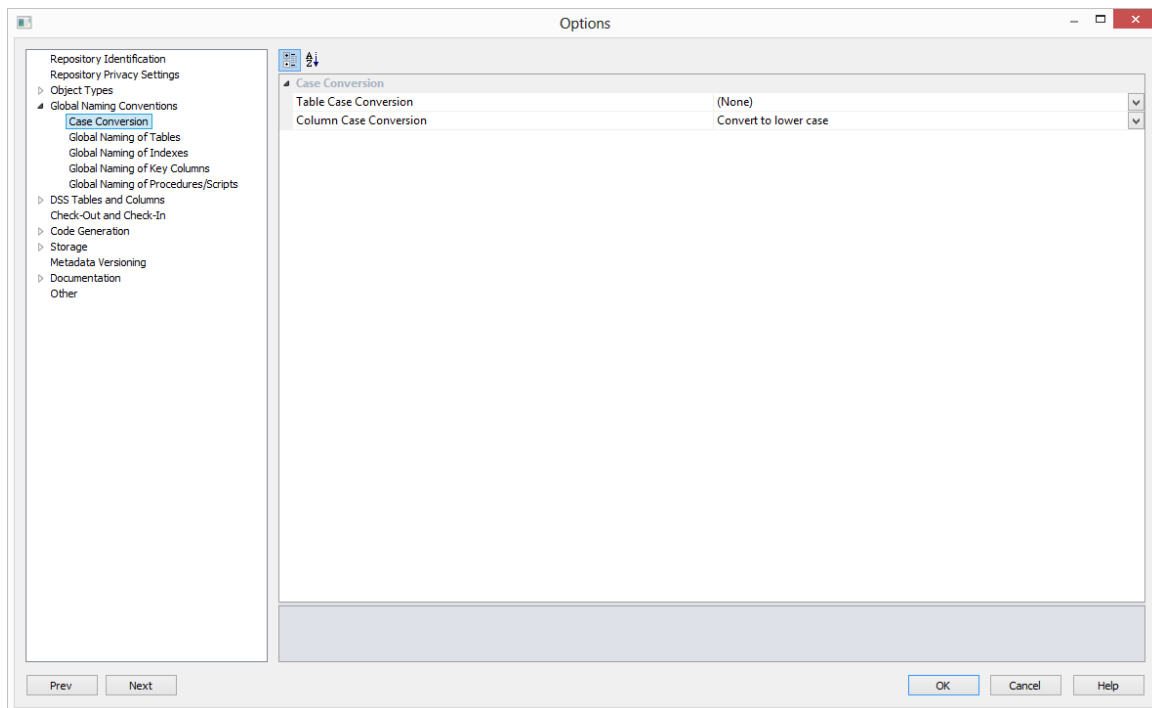 Options
Repository Identification
Repository Privacy Settings
Object Types
Global Naming Conventions
Case Conversion
Global Naming of Tables
Global Naming of Indexes
Global Naming of Key Columns
Global Naming of Procedures/Scripts
DSS Tables and Columns
Check-Out and Check-In
Code Generation
Storage
Metadata Versioning
Documentation
Other
Case Conversion
Table Case Conversion (None)
Column Case Conversion Convert to lower case
Prev Next OK Cancel Help